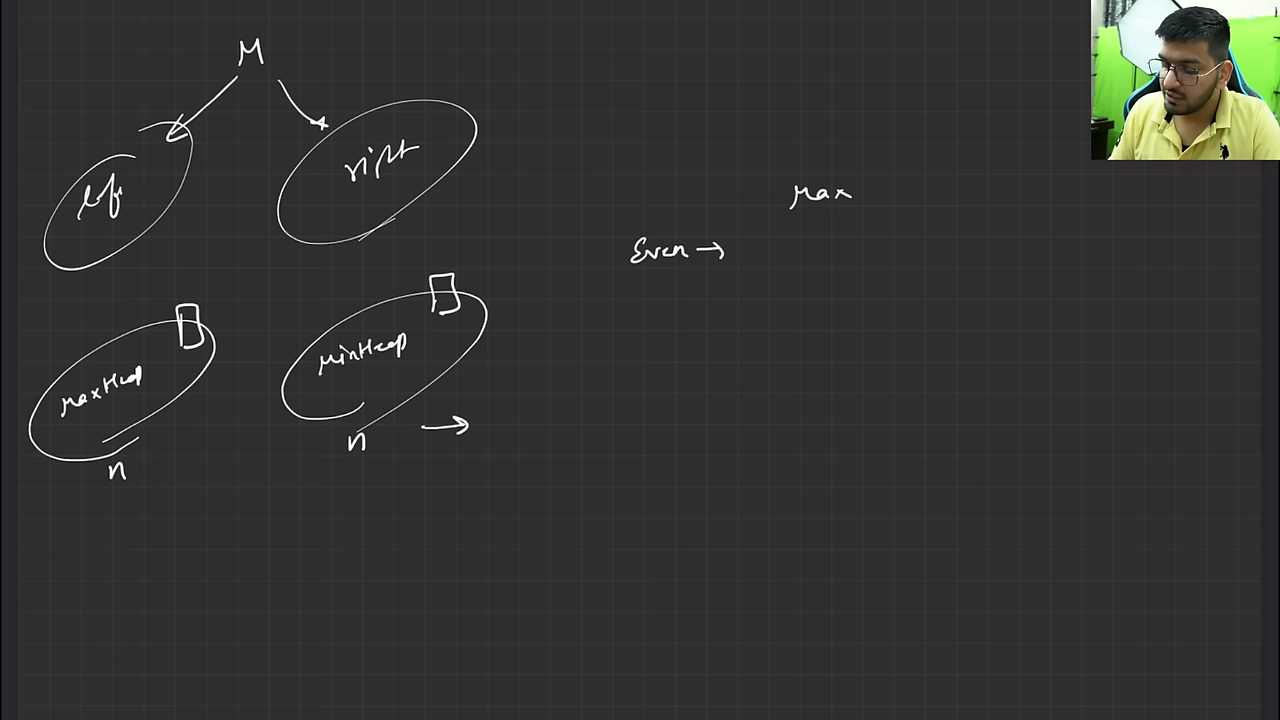 M
left
right
Max
Even →
MaxHeap
MinHeap
n →
n